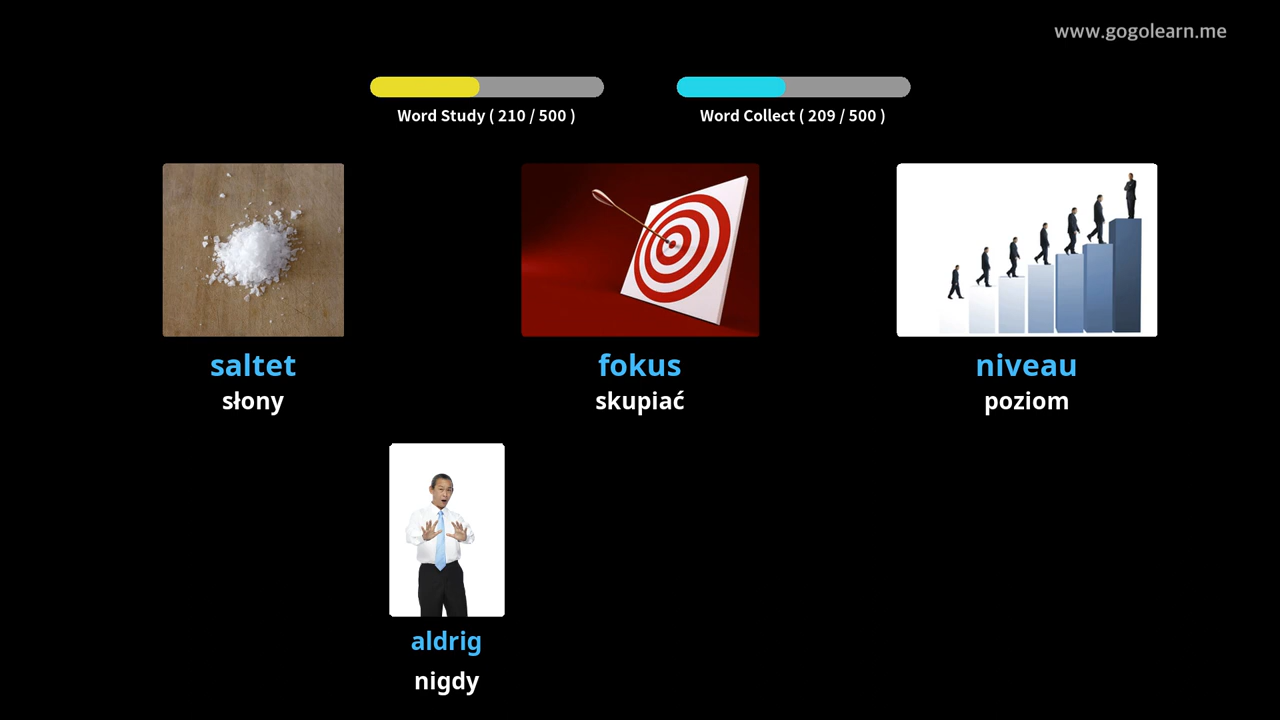 www.gogolearn.me
Word Study ( 210 / 500 )
Word Collect ( 209 / 500 )
saltet
słony
fokus
skupiać
niveau
poziom
aldrig
nigdy